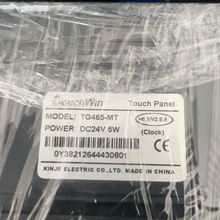 TouchWin Touch Panel
MODEL: TG465-MT H6.1/V2.E.8
POWER: DC24V 5W (Clock)
0Y38212644430801
XINJE ELECTRIC CO.,LTD. MADE IN CHINA